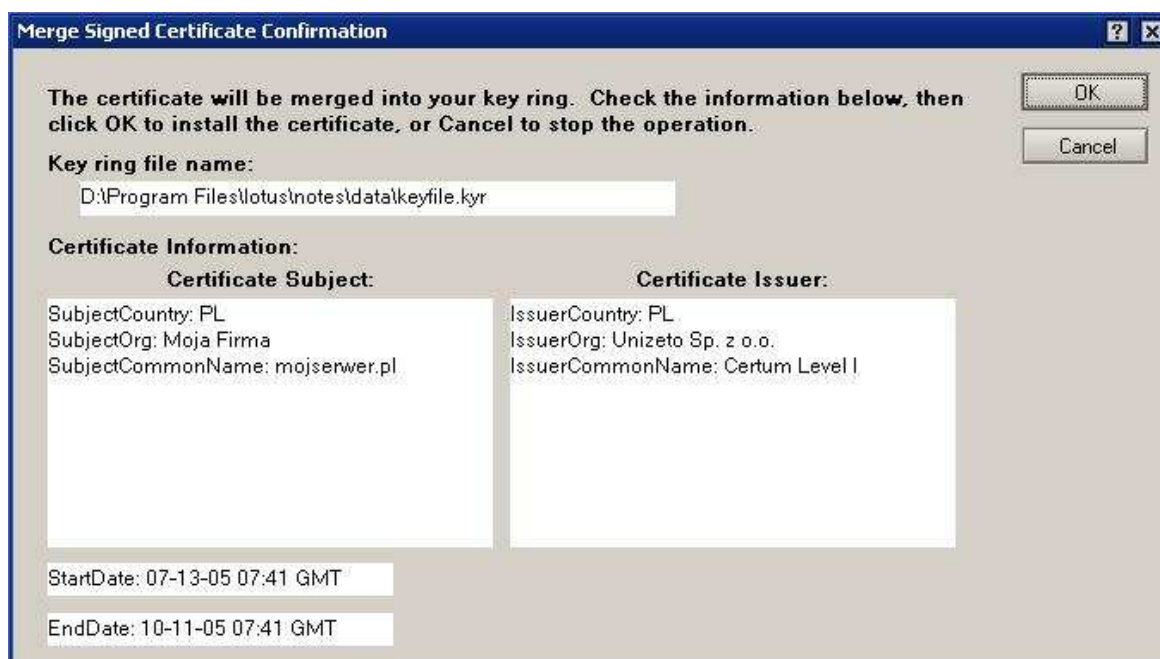 Merge Signed Certificate Confirmation
The certificate will be merged into your key ring. Check the information below, then
click OK to install the certificate, or Cancel to stop the operation.
OK
Cancel
Key ring file name:
D:\Program Files\lotus\notes\data\keyfile.kyr
Certificate Information:
Certificate Subject:
SubjectCountry: PL
SubjectOrg: Moja Firma
SubjectCommonName: mojserwer.pl
Certificate Issuer:
IssuerCountry: PL
IssuerOrg: Unizeto Sp. z o.o.
IssuerCommonName: Certum Level I
StartDate: 07-13-05 07:41 GMT
EndDate: 10-11-05 07:41 GMT